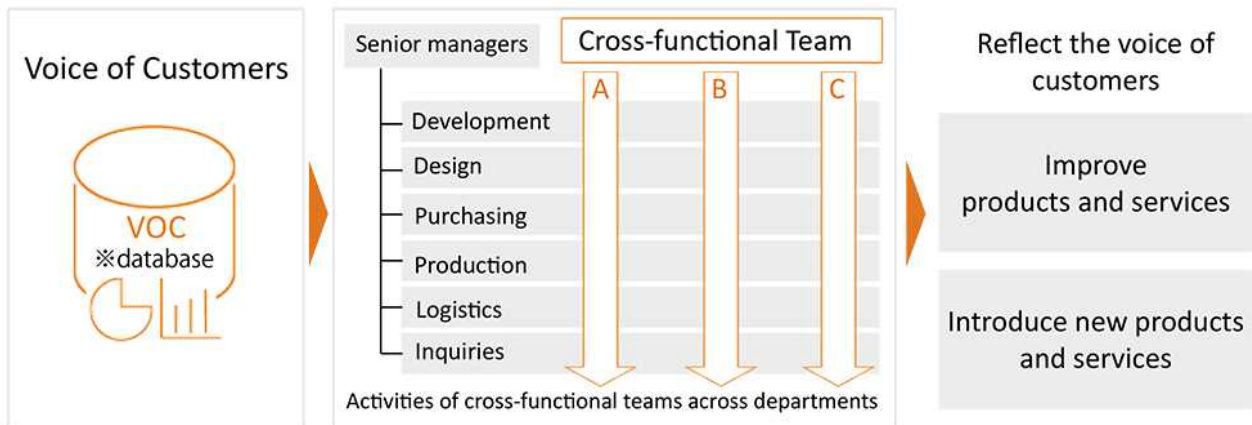 Voice of Customers
VOC
※database
Senior managers
Cross-functional Team
A
B
C
Development
Design
Purchasing
Production
Logistics
Inquiries
Activities of cross-functional teams across departments
Reflect the voice of
customers
Improve
products and services
Introduce new products
and services